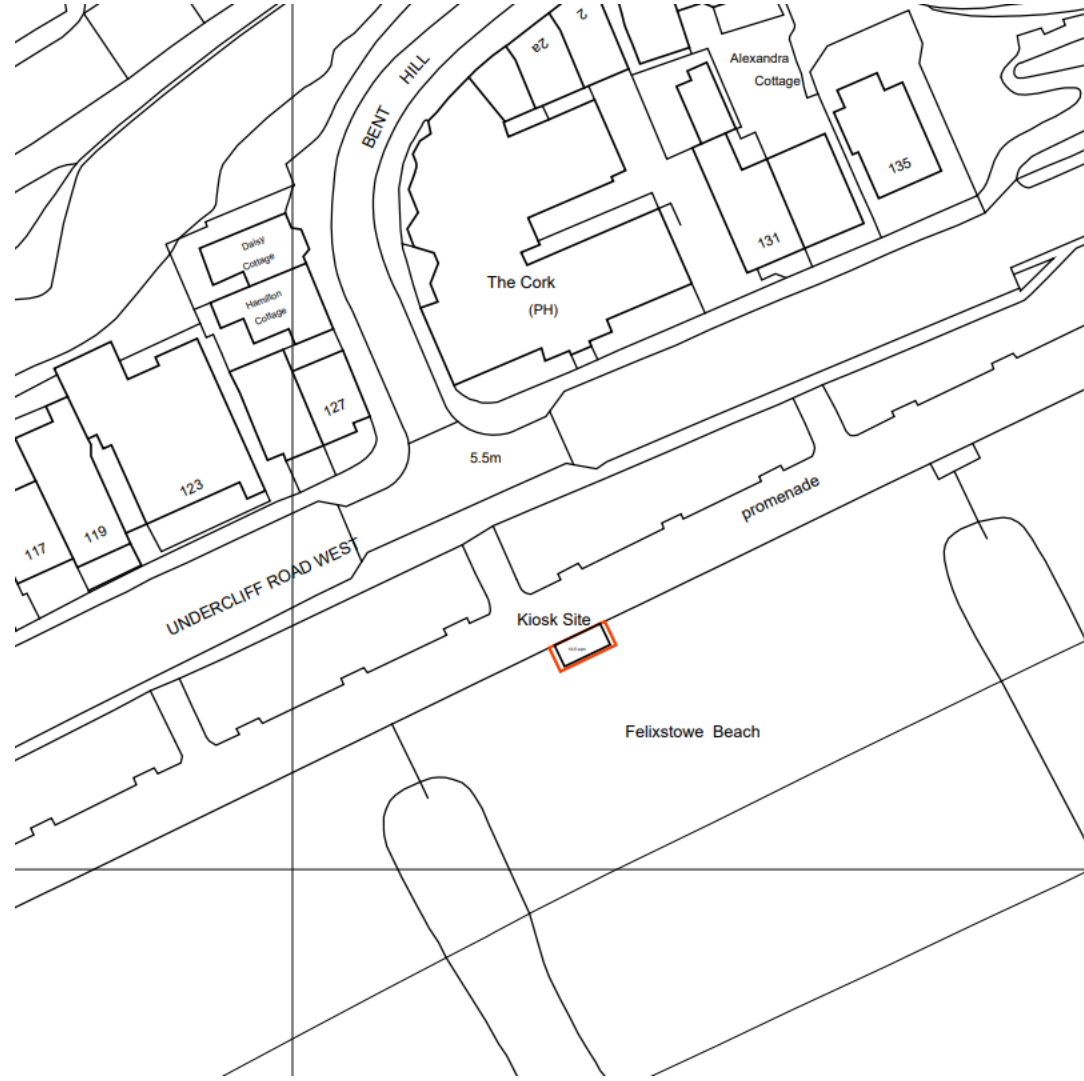 2
2a
HILL
BENT
Alexandra
Cottage
135
131
Daisy
Cottage
Hamilton
Cottage
The Cork
(PH)
127
5.5m
123
119
117
promenade
UNDERCLIFF ROAD WEST
Kiosk Site
Felixstowe Beach